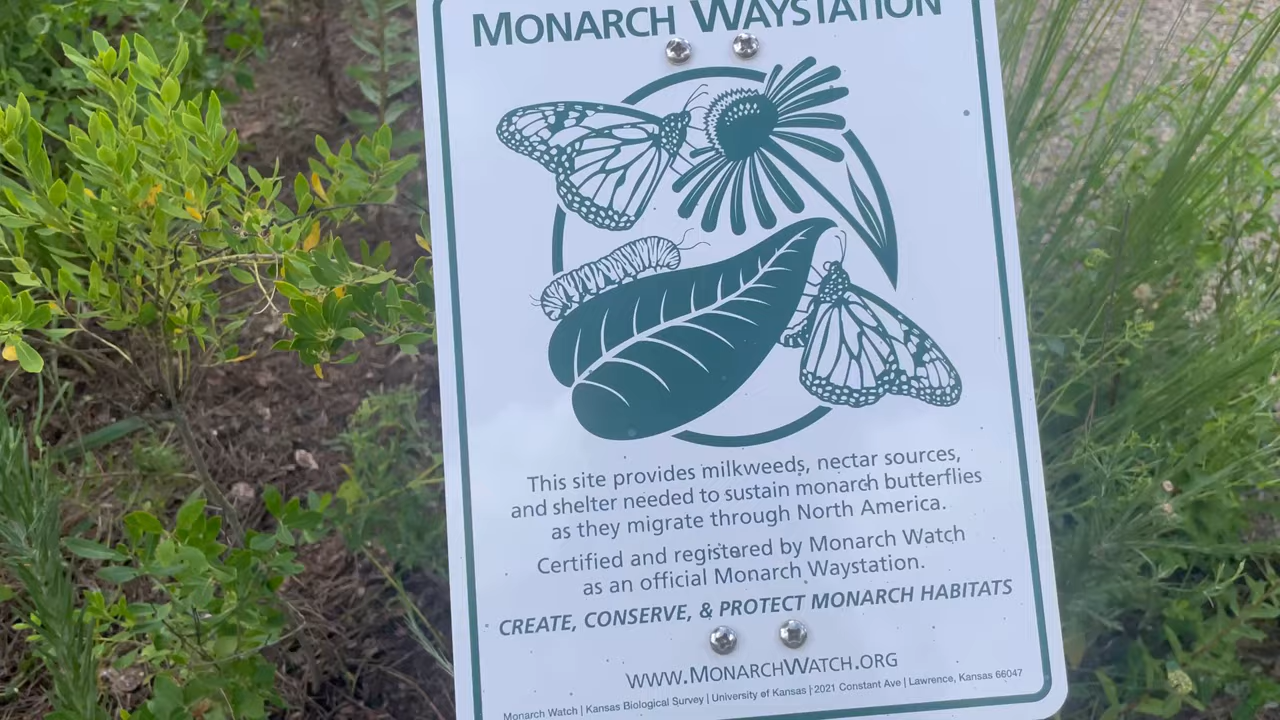 MONARCH WAYSTATION
This site provides milkweeds, nectar sources,
and shelter needed to sustain monarch butterflies
as they migrate through North America.
Certified and registered by Monarch Watch
as an official Monarch Waystation.
CREATE, CONSERVE, & PROTECT MONARCH HABITATS
WWW.MONARCHWATCH.ORG
Monarch Watch | Kansas Biological Survey | University of Kansas | 2021 Constant Ave | Lawrence, Kansas 66047